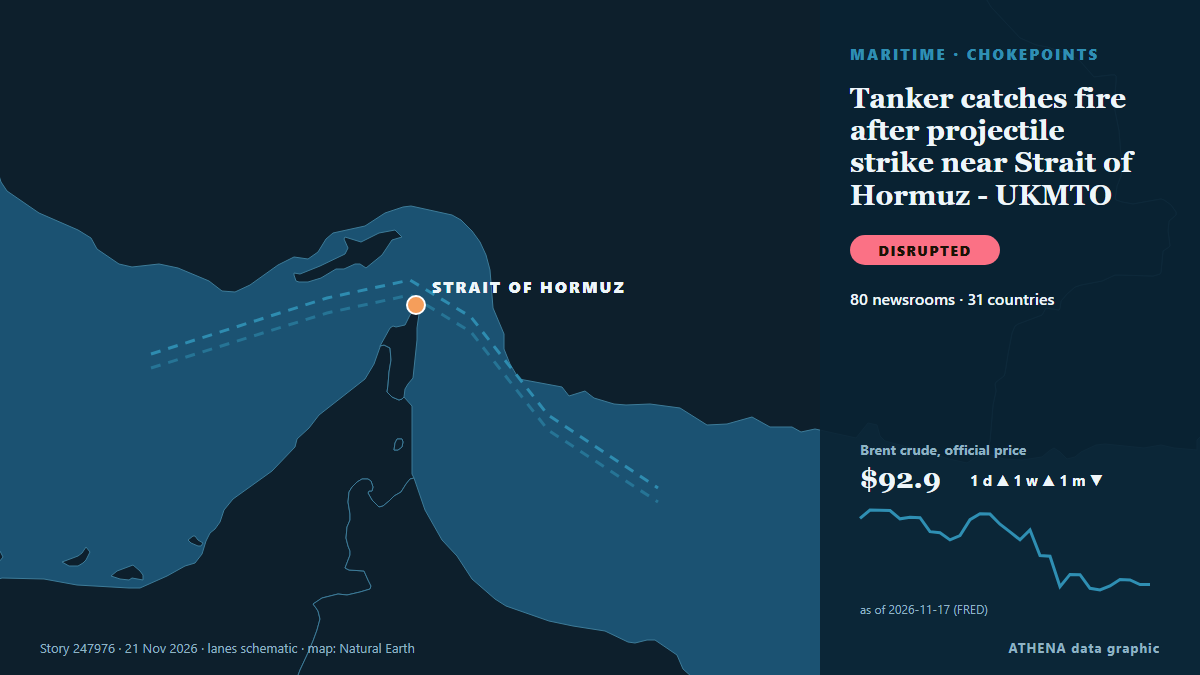 MARITIME · CHOKEPOINTS
Tanker catches fire
after projectile
strike near Strait of
Hormuz - UKMTO
DISRUPTED
80 newsrooms · 31 countries
STRAIT OF HORMUZ
Brent crude, official price
$92.9 1 d ▲ 1 w ▲ 1 m ▼
as of 2026-11-17 (FRED)
Story 247976 · 21 Nov 2026 · lanes schematic · map: Natural Earth
ATHENA data graphic